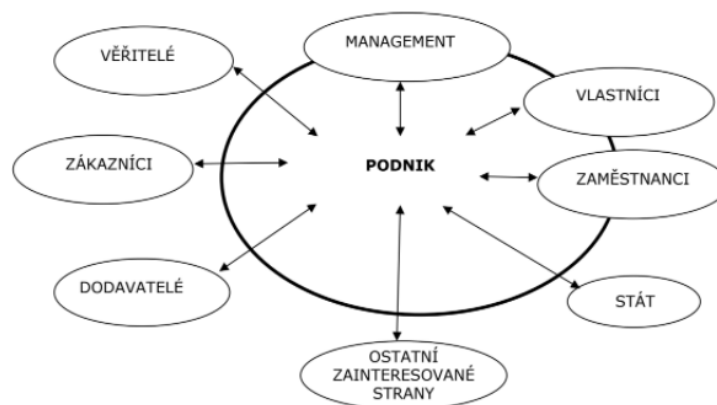 MANAGEMENT
VĚŘITELÉ
VLASTNÍCI
ZÁKAZNÍCI
PODNIK
ZAMĚSTNANCI
DODAVATELÉ
STÁT
OSTATNÍ
ZAINTERESOVANÉ
STRANY